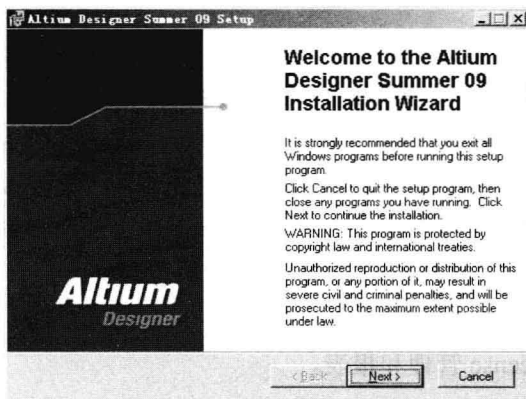 Altium Designer Summer 09 Setup
Welcome to the Altium
Designer Summer 09
Installation Wizard
It is strongly recommended that you exit all
Windows programs before running this setup
program.
Click Cancel to quit the setup program, then
close any programs you have running. Click
Next to continue the installation.
WARNING: This program is protected by
copyright law and international treaties.
Unauthorized reproduction or distribution of this
program, or any portion of it, may result in
severe civil and criminal penalties, and will be
prosecuted to the maximum extent possible
under law.
Altium
Designer
< Back Next > Cancel